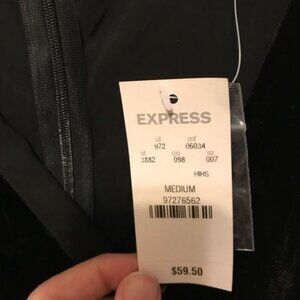 EXPRESS
cl mf
972 06034
st co sz
3882 098 007
HIHS
MEDIUM
97276562
$59.50